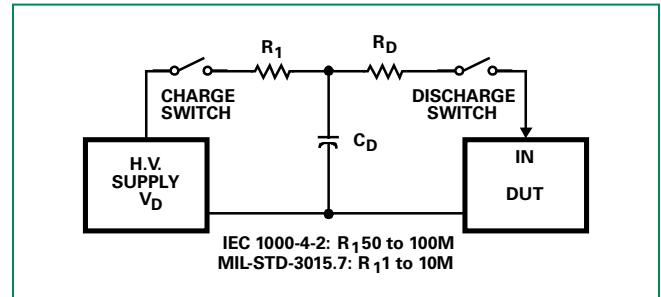 R1
RD
CHARGE
SWITCH
DISCHARGE
SWITCH
CD
H.V.
SUPPLY
VD
IN
DUT
IEC 1000-4-2: R150 to 100M
MIL-STD-3015.7: R11 to 10M